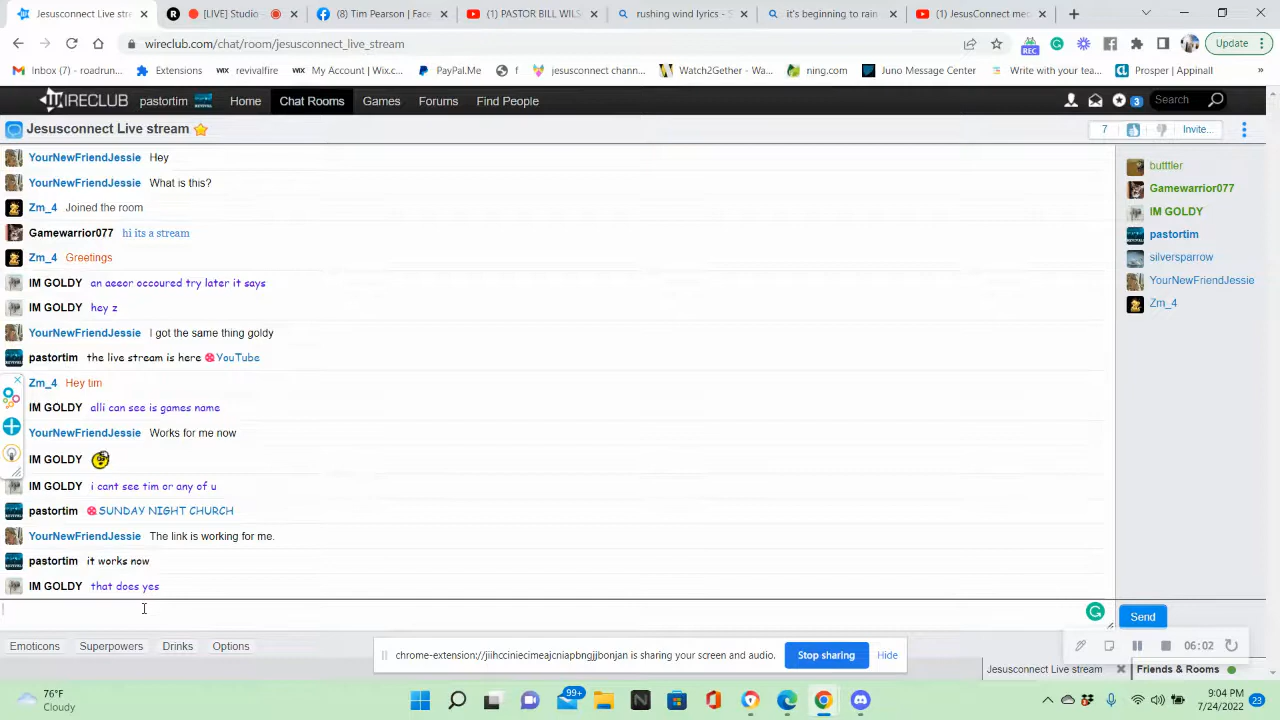 Jesusconnect Live stream
[LIVE] Studio -
(8) Tim Pearson | Face
(1) PASTOR BILL WILS
rushing wind lyrics - S
it's beginning to rain
(1) JesusConnect me
wireclub.com/chat/room/jesusconnect_live_stream
REC
Update
Inbox (7) - roadrun...
Extensions
WIX revivalfire
WIX My Account | Wix.c...
PayPal.Me
f
jesusconnect chann...
Watch2Gether - Wa...
ning.com
Juno Message Center
Write with your tea...
Prosper | Appinall
»
WIRECLUB pastortim Home Chat Rooms Games Forums Find People
3 Search
Jesusconnect Live stream
7 Invite...
YourNewFriendJessie Hey
YourNewFriendJessie What is this?
Zm_4 Joined the room
Gamewarrior077 hi its a stream
Zm_4 Greetings
IM GOLDY an aeeor occoured try later it says
IM GOLDY hey z
YourNewFriendJessie I got the same thing goldy
pastortim the live stream is here YouTube
Zm_4 Hey tim
IM GOLDY alli can see is games name
YourNewFriendJessie Works for me now
IM GOLDY
IM GOLDY i cant see tim or any of u
pastortim SUNDAY NIGHT CHURCH
YourNewFriendJessie The link is working for me.
pastortim it works now
IM GOLDY that does yes
butttler
Gamewarrior077
IM GOLDY
pastortim
silversparrow
YourNewFriendJessie
Zm_4
Send
Emoticons Superpowers Drinks Options
chrome-extension://jiihcciniecimeajcniapbngjjbonjan is sharing your screen and audio. Stop sharing Hide
06:02
Jesusconnect Live stream
Friends & Rooms
76°F
Cloudy
99+
9:04 PM
7/24/2022
23